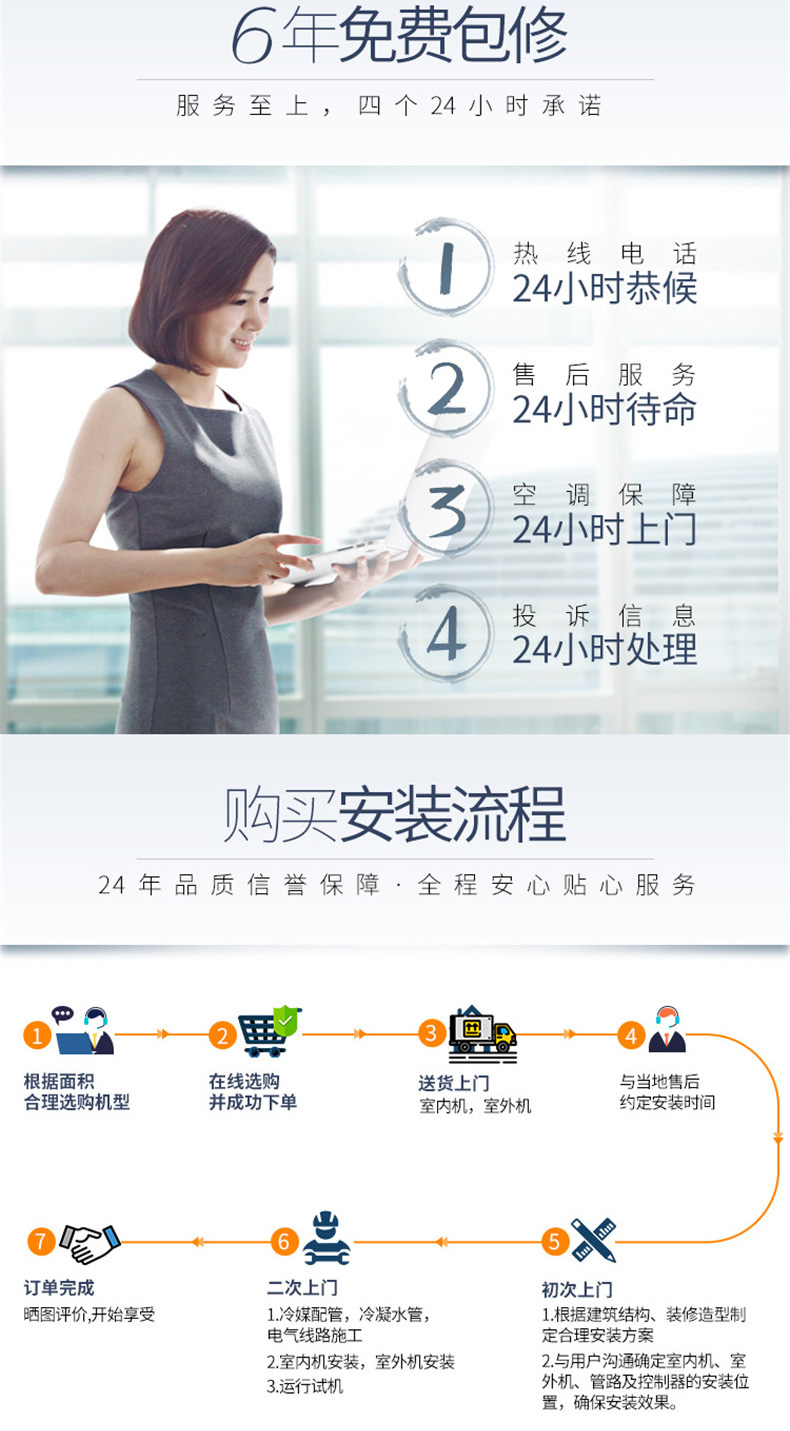 6年免费包修
服务至上，四个24小时承诺
1
热线电话
24小时恭候
2
售后服务
24小时待命
3
空调保障
24小时上门
4
投诉信息
24小时处理
购买安装流程
24年品质信誉保障·全程安心贴心服务
1
根据面积
合理选购机型
2
在线选购
并成功下单
3
送货上门
室内机，室外机
4
与当地售后
约定安装时间
5
初次上门
1.根据建筑结构、装修造型制
定合理安装方案
2.与用户沟通确定室内机、室
外机、管路及控制器的安装位
置，确保安装效果。
6
二次上门
1.冷媒配管，冷凝水管，
电气线路施工
2.室内机安装，室外机安装
3.运行试机
7
订单完成
晒图评价,开始享受